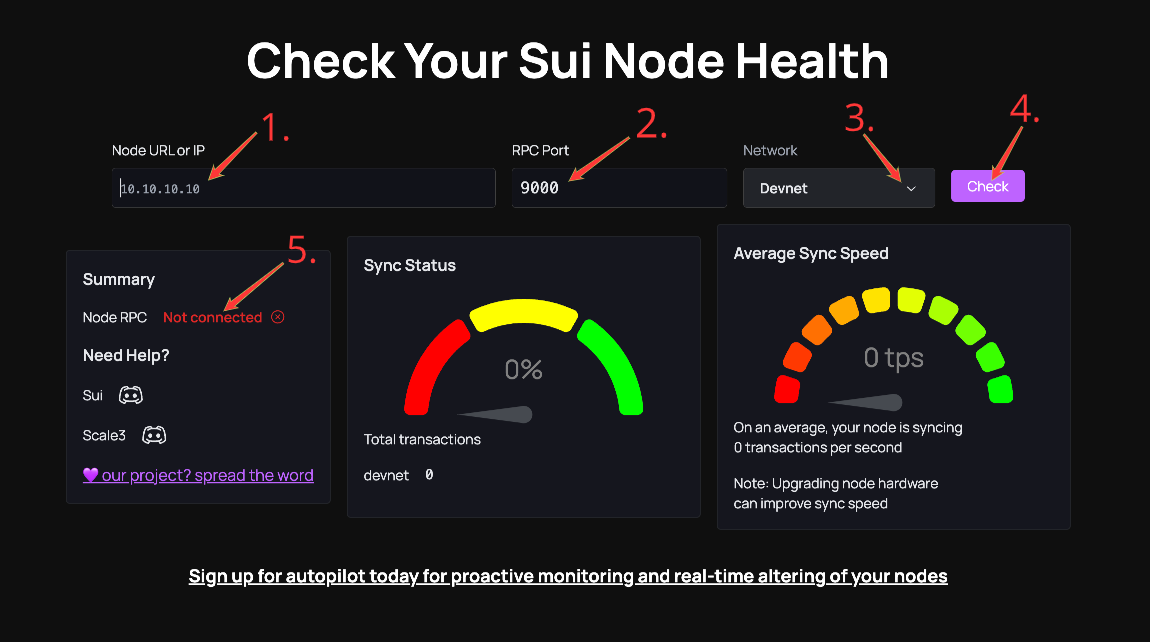 Check Your Sui Node Health
1.
2.
3.
4.
Node URL or IP
RPC Port
Network
10.10.10.10
9000
Devnet
Check
5.
Summary
Node RPC Not connected
Need Help?
Sui
Scale3
💜 our project? spread the word
Sync Status
0%
Total transactions
devnet 0
Average Sync Speed
0 tps
On an average, your node is syncing
0 transactions per second
Note: Upgrading node hardware
can improve sync speed
Sign up for autopilot today for proactive monitoring and real-time altering of your nodes